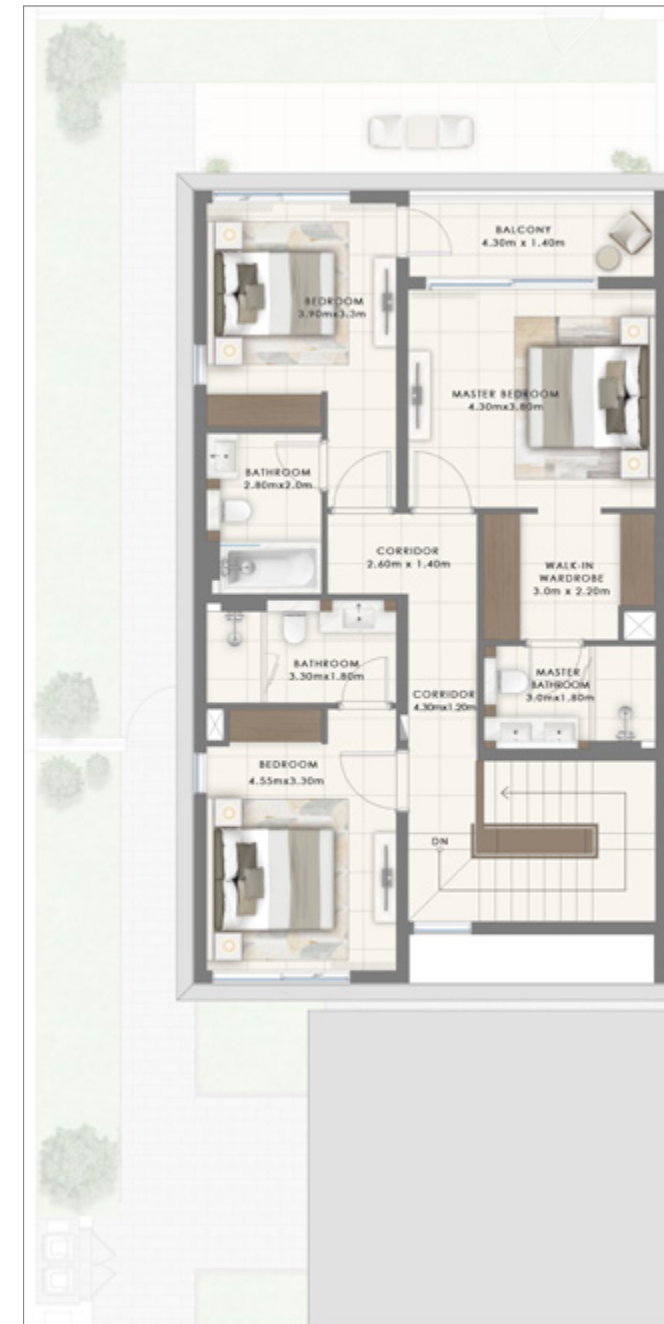 BALCONY
4.30m x 1.40m
BEDROOM
3.90mx3.3m
MASTER BEDROOM
4.30mx3.80m
BATHROOM
2.80mx2.0m
CORRIDOR
2.60m x 1.40m
WALK-IN
WARDROBE
3.0m x 2.20m
BATHROOM
3.30mx1.80m
CORRIDOR
4.30mx1.20m
MASTER
BATHROOM
3.0mx1.80m
BEDROOM
4.55mx3.30m
DN